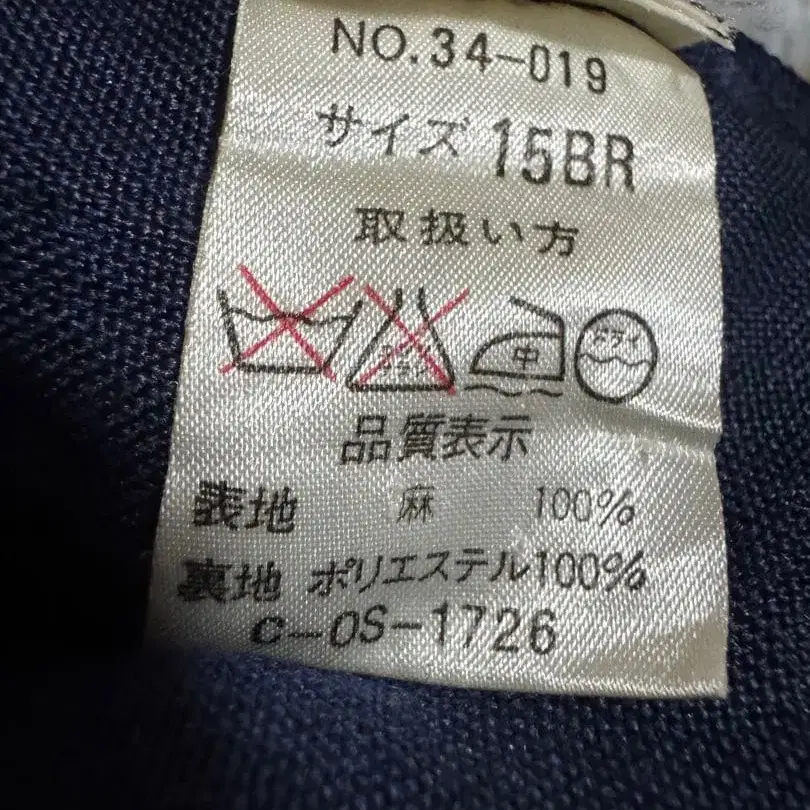 NO.34-019
サイズ 15BR
取扱い方
中 ドライ
品質表示
表地 麻 100%
裏地 ポリエステル100%
C-OS-1726